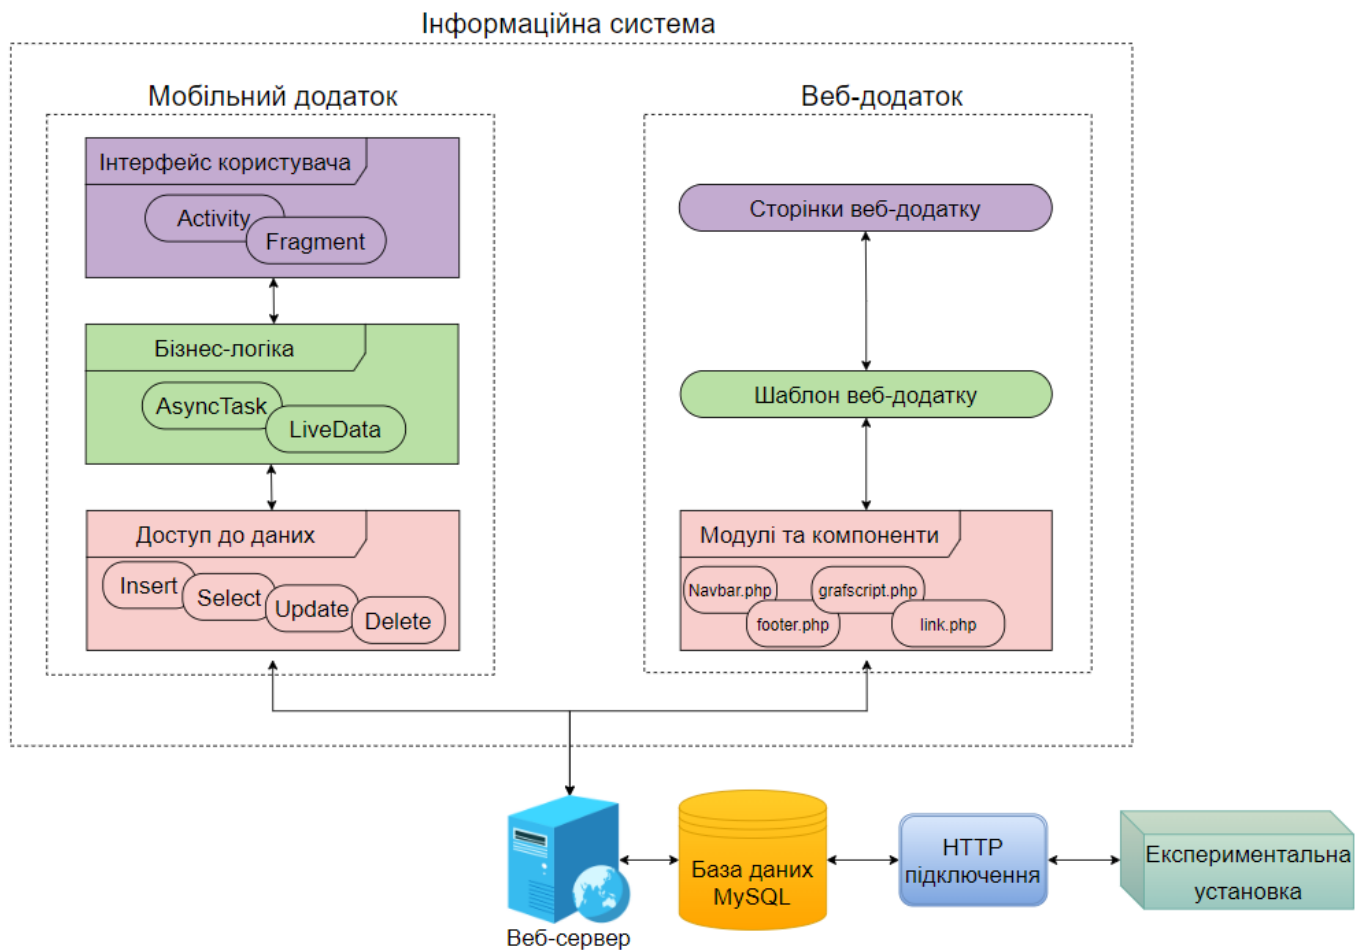 Інформаційна система
Мобільний додаток
Інтерфейс користувача
Activity
Fragment
Бізнес-логіка
AsyncTask
LiveData
Доступ до даних
Insert
Select
Update
Delete
Веб-додаток
Сторінки веб-додатку
Шаблон веб-додатку
Модулі та компоненти
Navbar.php
grafscript.php
footer.php
link.php
Веб-сервер
База даних
MySQL
HTTP
підключення
Експериментальна
установка